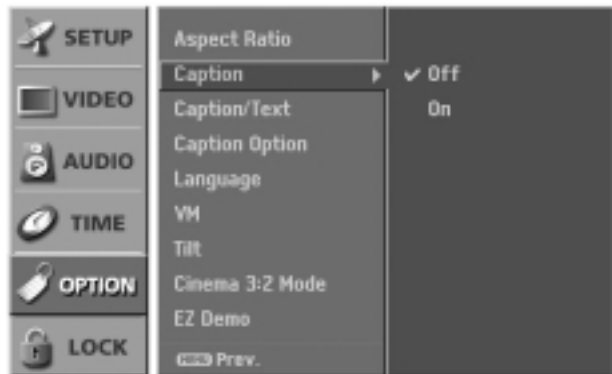 SETUP
VIDEO
AUDIO
TIME
OPTION
LOCK
Aspect Ratio
Caption
Caption/Text
Caption Option
Language
VM
Tilt
Cinema 3:2 Mode
EZ Demo
MENU Prev.
Off
On